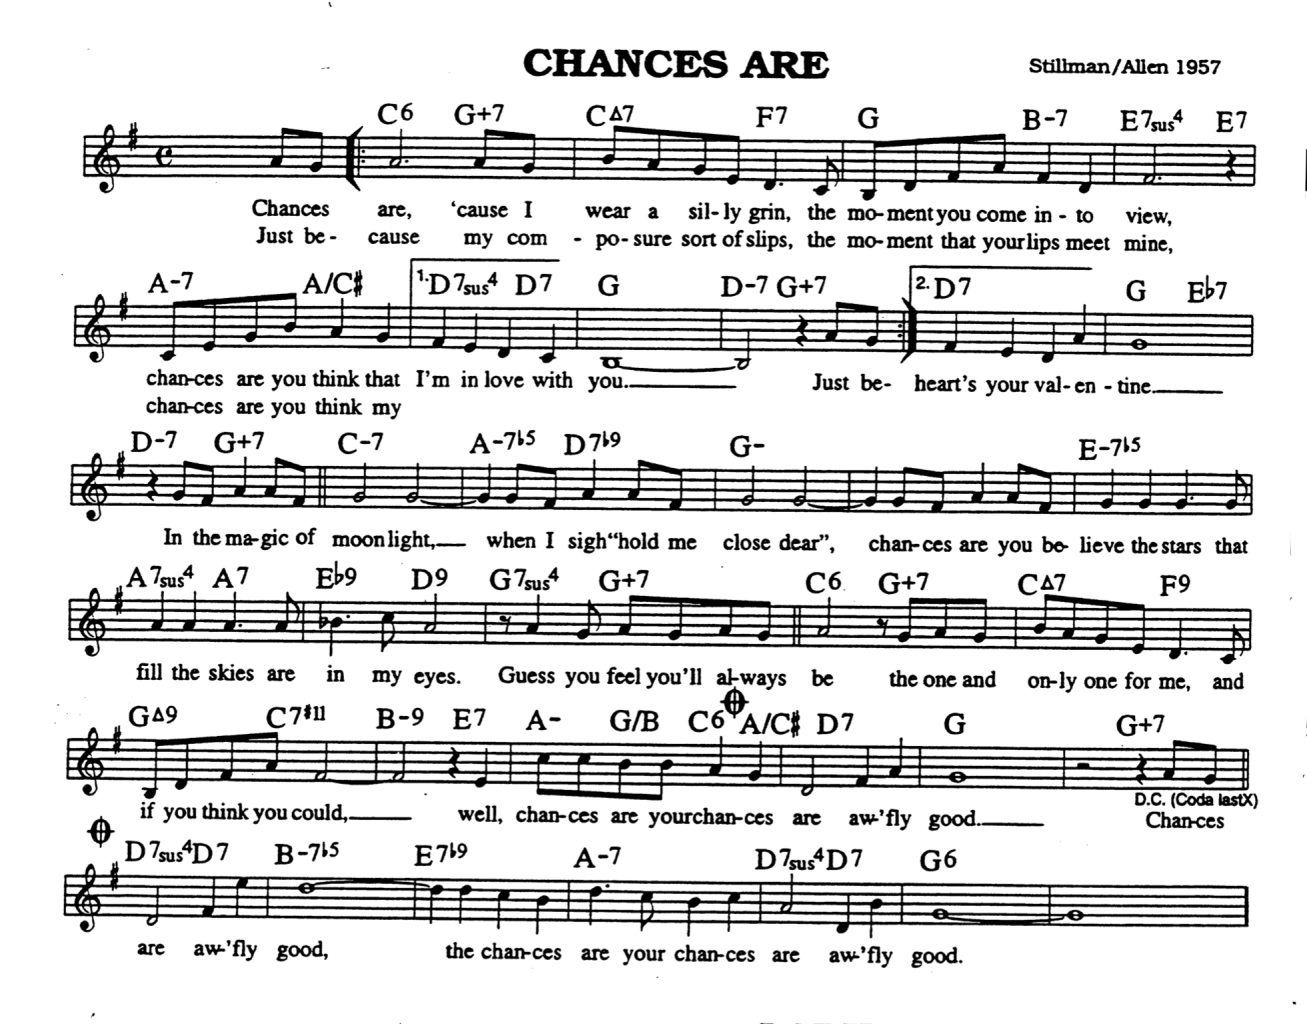 CHANCES ARE
Stillman/Allen 1957
C6 G+7 C∆7 F7 G B-7 E7sus4 E7
Chances are, ‘cause I wear a sil-ly grin, the mo-ment you come in - to view,
Just be - cause my com - po-sure sort of slips, the mo-ment that your lips meet mine,
A-7 A/C# 1. D7sus4 D7 G D-7 G+7 2. D7 G E♭7
chan-ces are you think that I'm in love with you. Just be- heart's your val-en - tine.
chan-ces are you think my
D-7 G+7 C-7 A-7♭5 D7♭9 G- E-7♭5
In the ma-gic of moonlight, when I sigh “hold me close dear”, chan-ces are you be- lieve the stars that
A7sus4 A7 E♭9 D9 G7sus4 G+7 C6 G+7 C∆7 F9
fill the skies are in my eyes. Guess you feel you'll al-ways be the one and on-ly one for me, and
G∆9 C7#11 B-9 E7 A- G/B C6 A/C# D7 G G+7
D.C. (Coda lastX)
if you think you could, well, chan-ces are your chan-ces are aw-'fly good. Chances
D7sus4 D7 B-7♭5 E7♭9 A-7 D7sus4 D7 G6
are aw-'fly good, the chan-ces are your chan-ces are aw-'fly good.